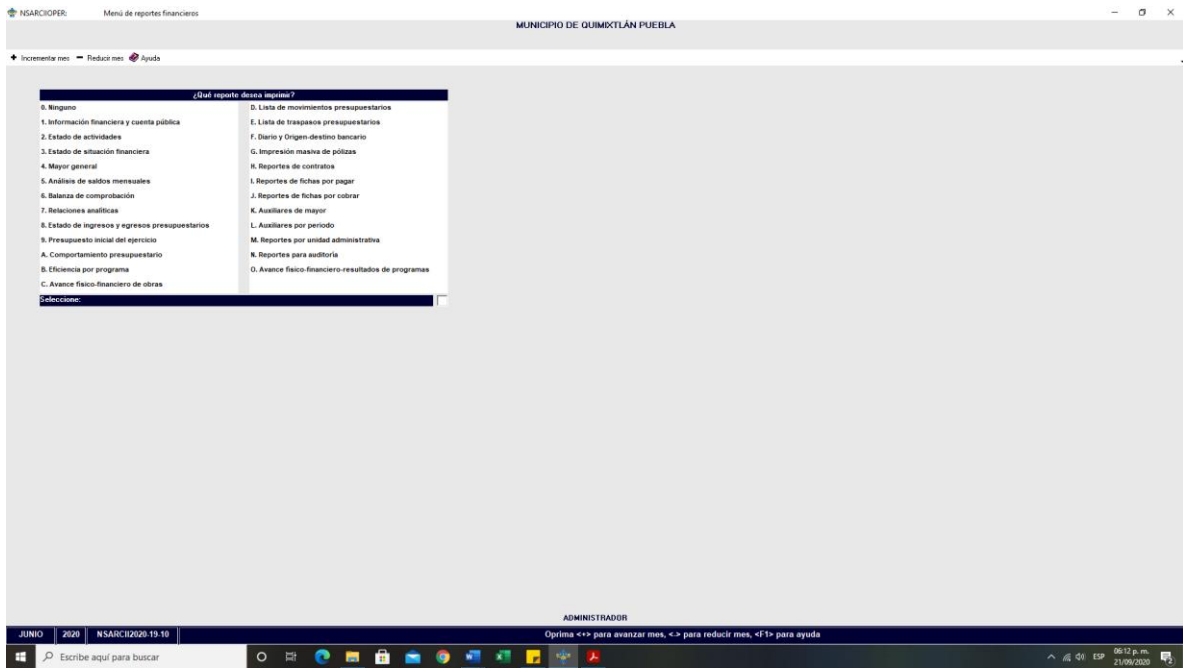 NSARCIIOPER: Menú de reportes financieros
MUNICIPIO DE QUIMIXTLÁN PUEBLA
Incrementar mes Reducir mes Ayuda
¿Qué reporte desea imprimir?
0. Ninguno
1. Información financiera y cuenta pública
2. Estado de actividades
3. Estado de situación financiera
4. Mayor general
5. Análisis de saldos mensuales
6. Balanza de comprobación
7. Relaciones analíticas
8. Estado de ingresos y egresos presupuestarios
9. Presupuesto inicial del ejercicio
A. Comportamiento presupuestario
B. Eficiencia por programa
C. Avance físico-financiero de obras
D. Lista de movimientos presupuestarios
E. Lista de traspasos presupuestarios
F. Diario y Origen-destino bancario
G. Impresión masiva de pólizas
H. Reportes de contratos
I. Reportes de fichas por pagar
J. Reportes de fichas por cobrar
K. Auxiliares de mayor
L. Auxiliares por periodo
M. Reportes por unidad administrativa
N. Reportes para auditoría
O. Avance físico-financiero-resultados de programas
Seleccione:
ADMINISTRADOR
JUNIO 2020 NSARCII2020-19-10 Oprima <+> para avanzar mes, <-> para reducir mes, <F1> para ayuda
Escribe aquí para buscar
ESP
06:12 p. m.
21/09/2020